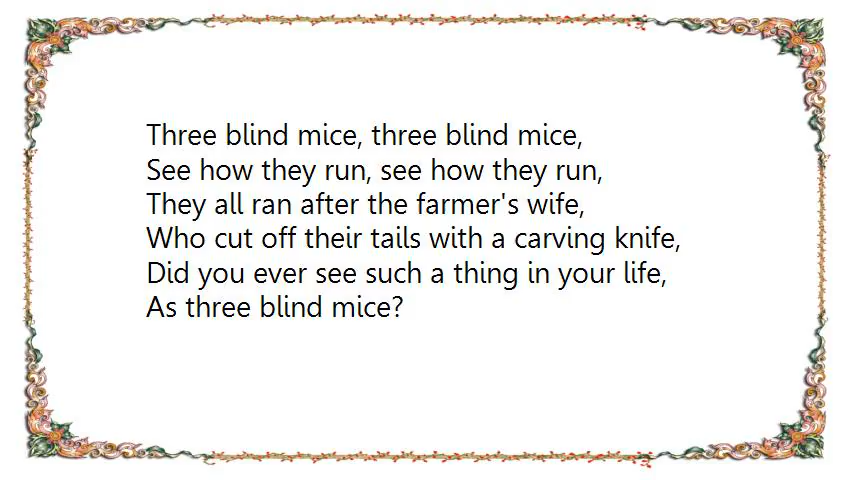 Three blind mice, three blind mice,
See how they run, see how they run,
They all ran after the farmer's wife,
Who cut off their tails with a carving knife,
Did you ever see such a thing in your life,
As three blind mice?